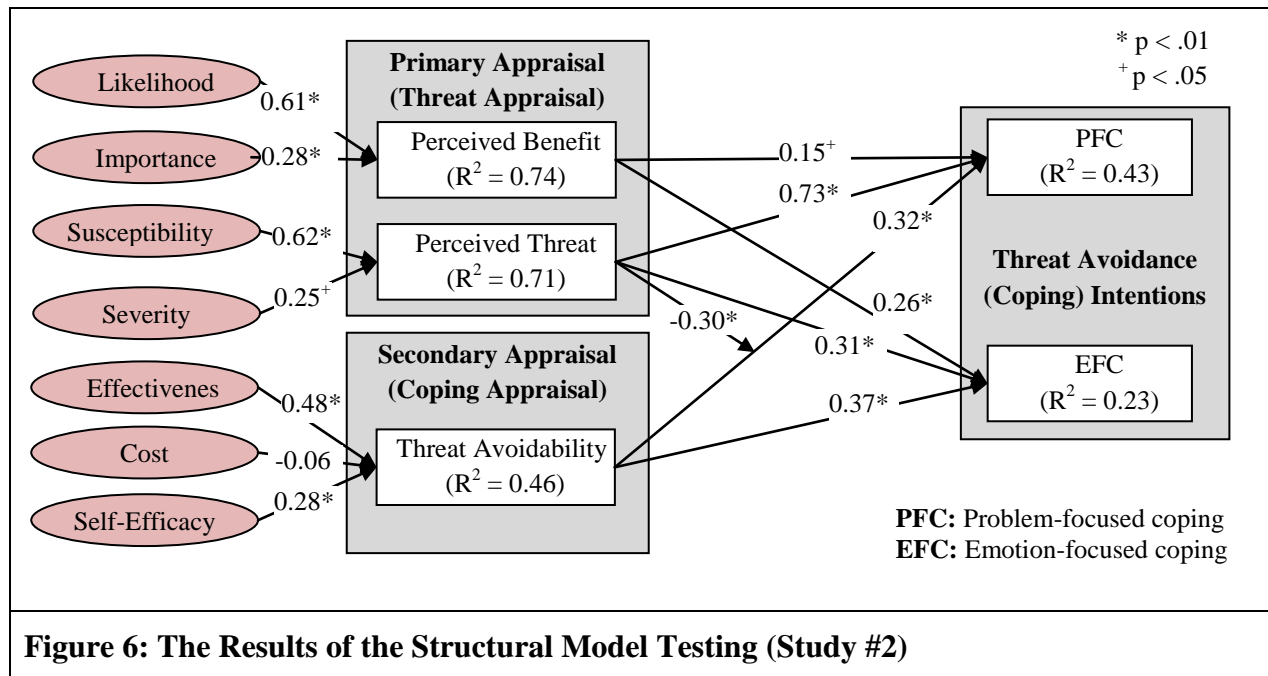 * p < .01
+ p < .05
Likelihood
Importance
Susceptibility
Severity
Effectivenes
Cost
Self-Efficacy
0.61*
0.28*
0.62*
0.25+
0.48*
-0.06
0.28*
Primary Appraisal
(Threat Appraisal)
Perceived Benefit
(R2 = 0.74)
Perceived Threat
(R2 = 0.71)
Secondary Appraisal
(Coping Appraisal)
Threat Avoidability
(R2 = 0.46)
0.15+
0.73*
0.32*
-0.30*
0.26*
0.31*
0.37*
PFC
(R2 = 0.43)
Threat Avoidance
(Coping) Intentions
EFC
(R2 = 0.23)
PFC: Problem-focused coping
EFC: Emotion-focused coping
Figure 6: The Results of the Structural Model Testing (Study #2)